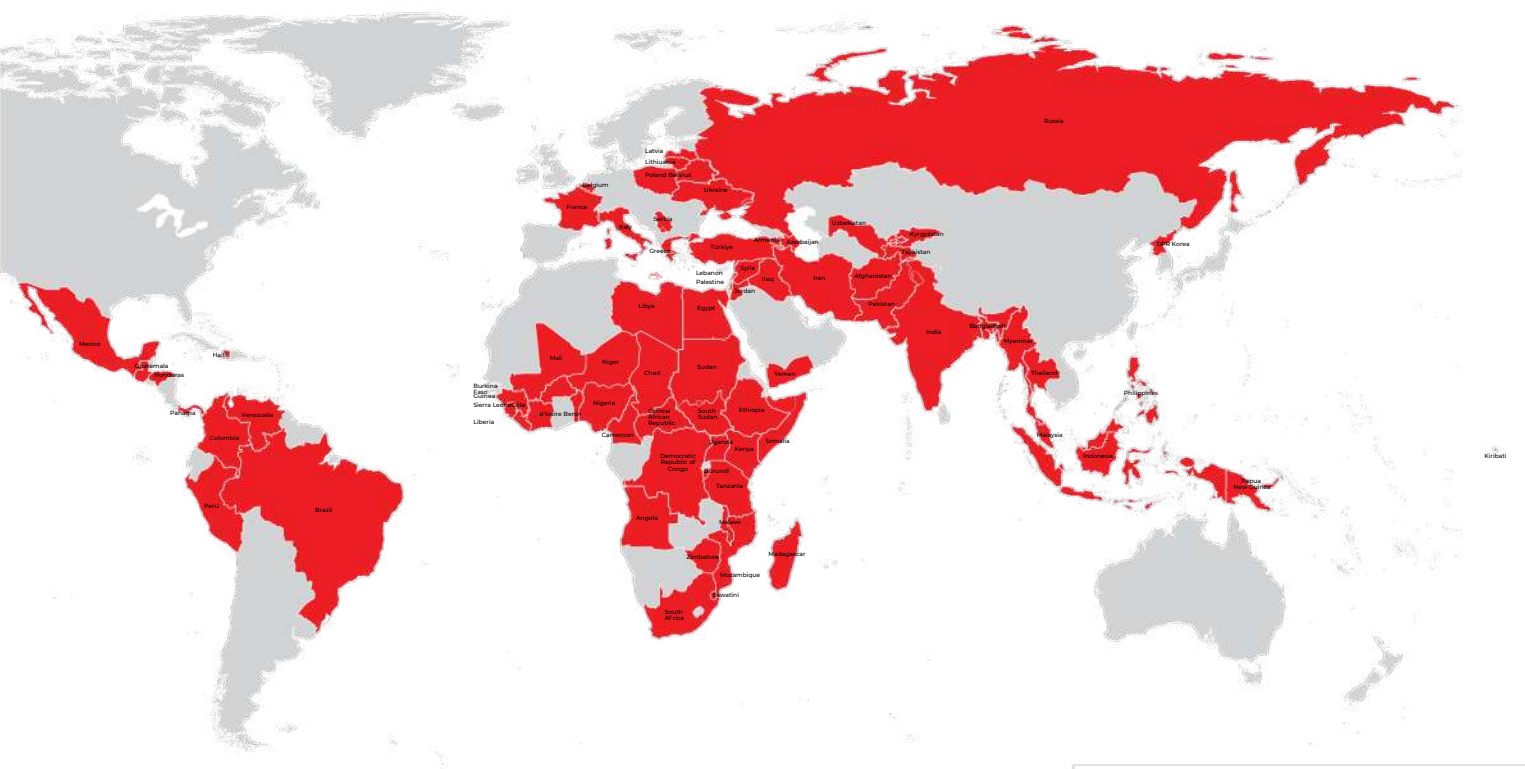 Russia
Latvia
Lithuania
Poland Belarus
Belgium
Ukraine
France
Serbia
Italy
Uzbekistan
Kyrgyzstan
Armenia
Azerbaijan
DPR Korea
Türkiye
Greece
Tajikistan
Syria
Lebanon
Iraq
Iran
Afghanistan
Palestine
Jordan
Pakistan
Libya
Egypt
India
Bangladesh
Myanmar
Mexico
Haiti
Guatemala
Honduras
Mali
Niger
Chad
Sudan
Yemen
Thailand
Burkina
Faso
Guinea
Sierra Leone
Côte
d'Ivoire
Benin
Nigeria
Central
African
Republic
South
Sudan
Ethiopia
Philippines
Panama
Venezuela
Liberia
Colombia
Cameroon
Uganda
Kenya
Somalia
Malaysia
Democratic
Republic of
Congo
Indonesia
Kiribati
Burundi
Tanzania
Papua
New Guinea
Peru
Brazil
Angola
Malawi
Madagascar
Zimbabwe
Mozambique
Eswatini
South
Af rica